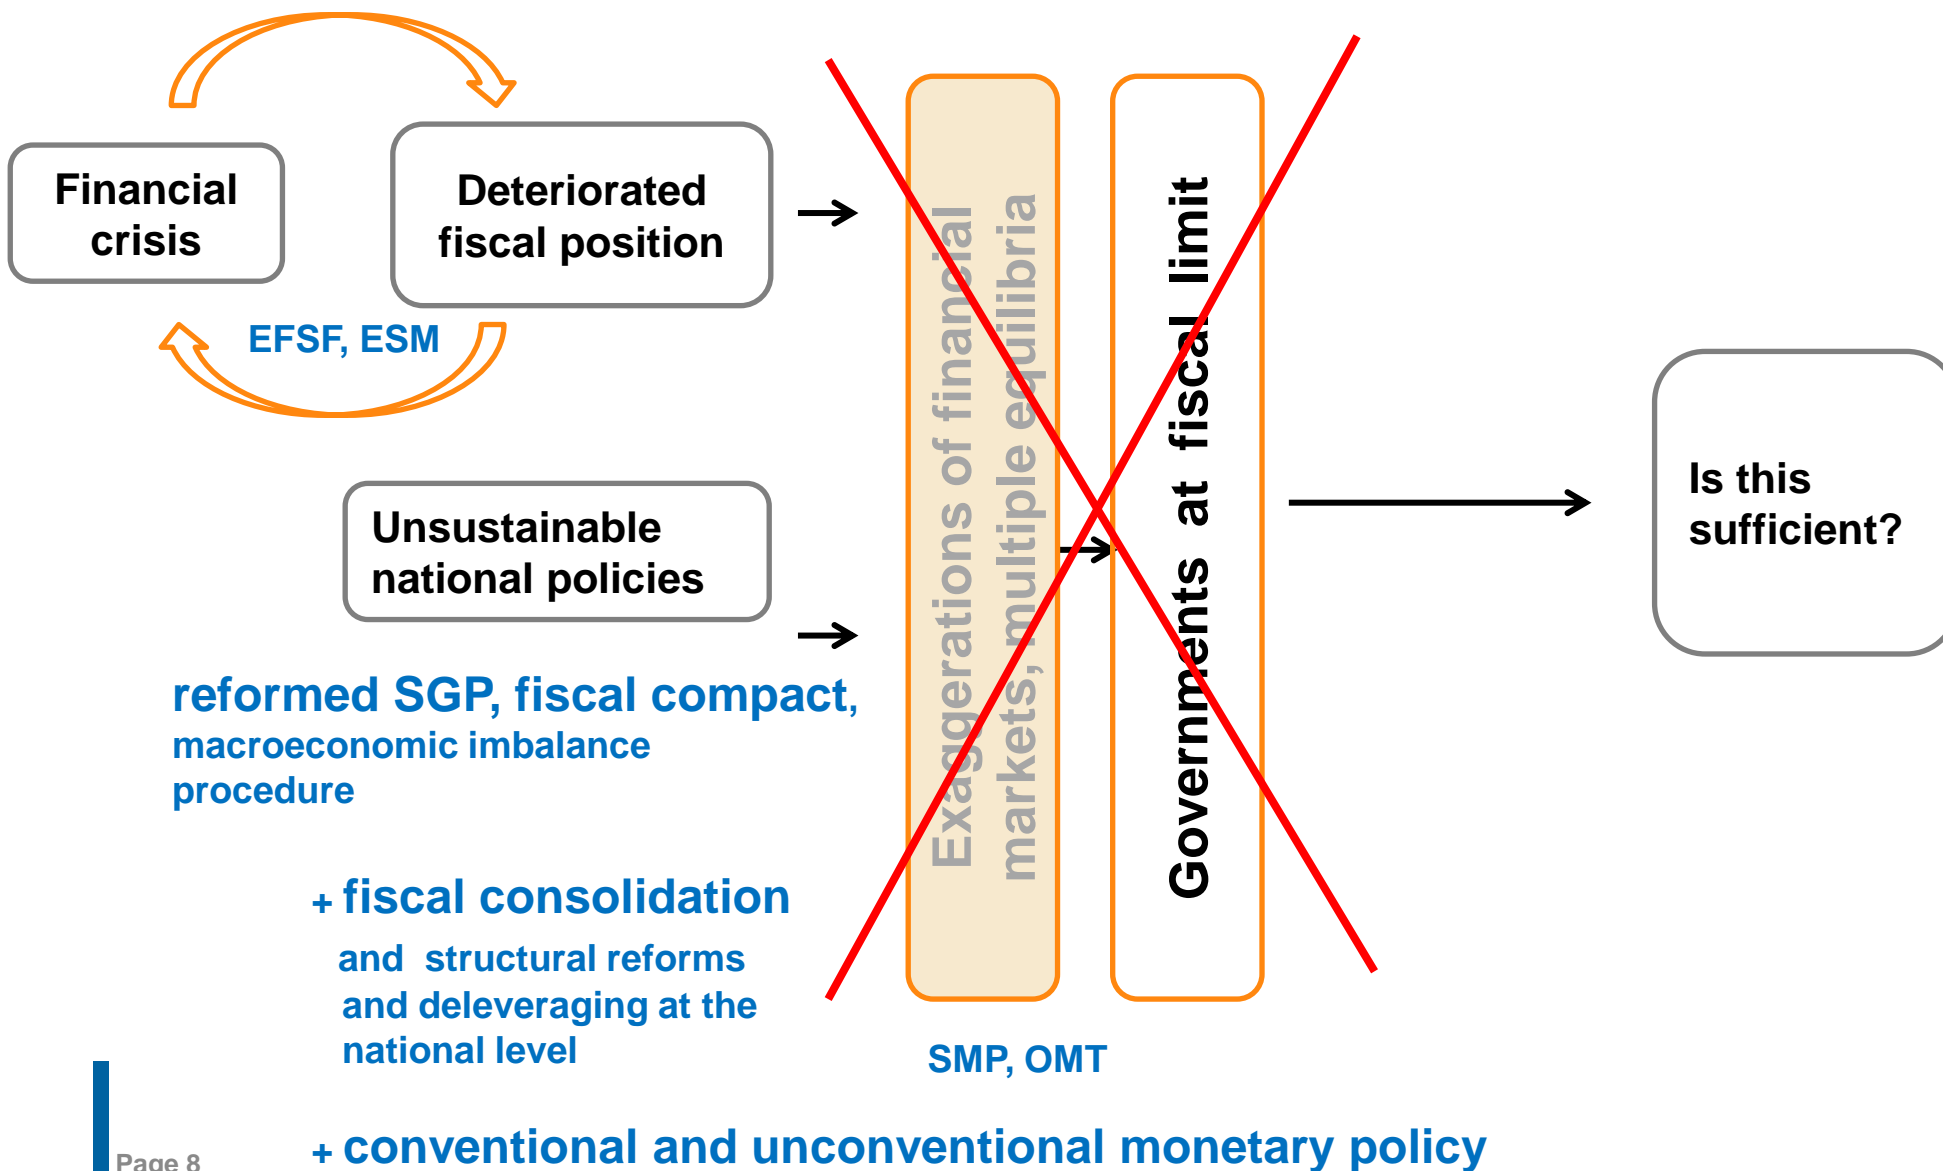 Financial
crisis
Deteriorated
fiscal position
EFSF, ESM
Unsustainable
national policies
reformed SGP, fiscal compact,
macroeconomic imbalance
procedure
+ fiscal consolidation
and structural reforms
and deleveraging at the
national level
Exaggerations of financial
markets, multiple equilibria
Governments at fiscal limit
SMP, OMT
Is this
sufficient?
+ conventional and unconventional monetary policy
Page 8